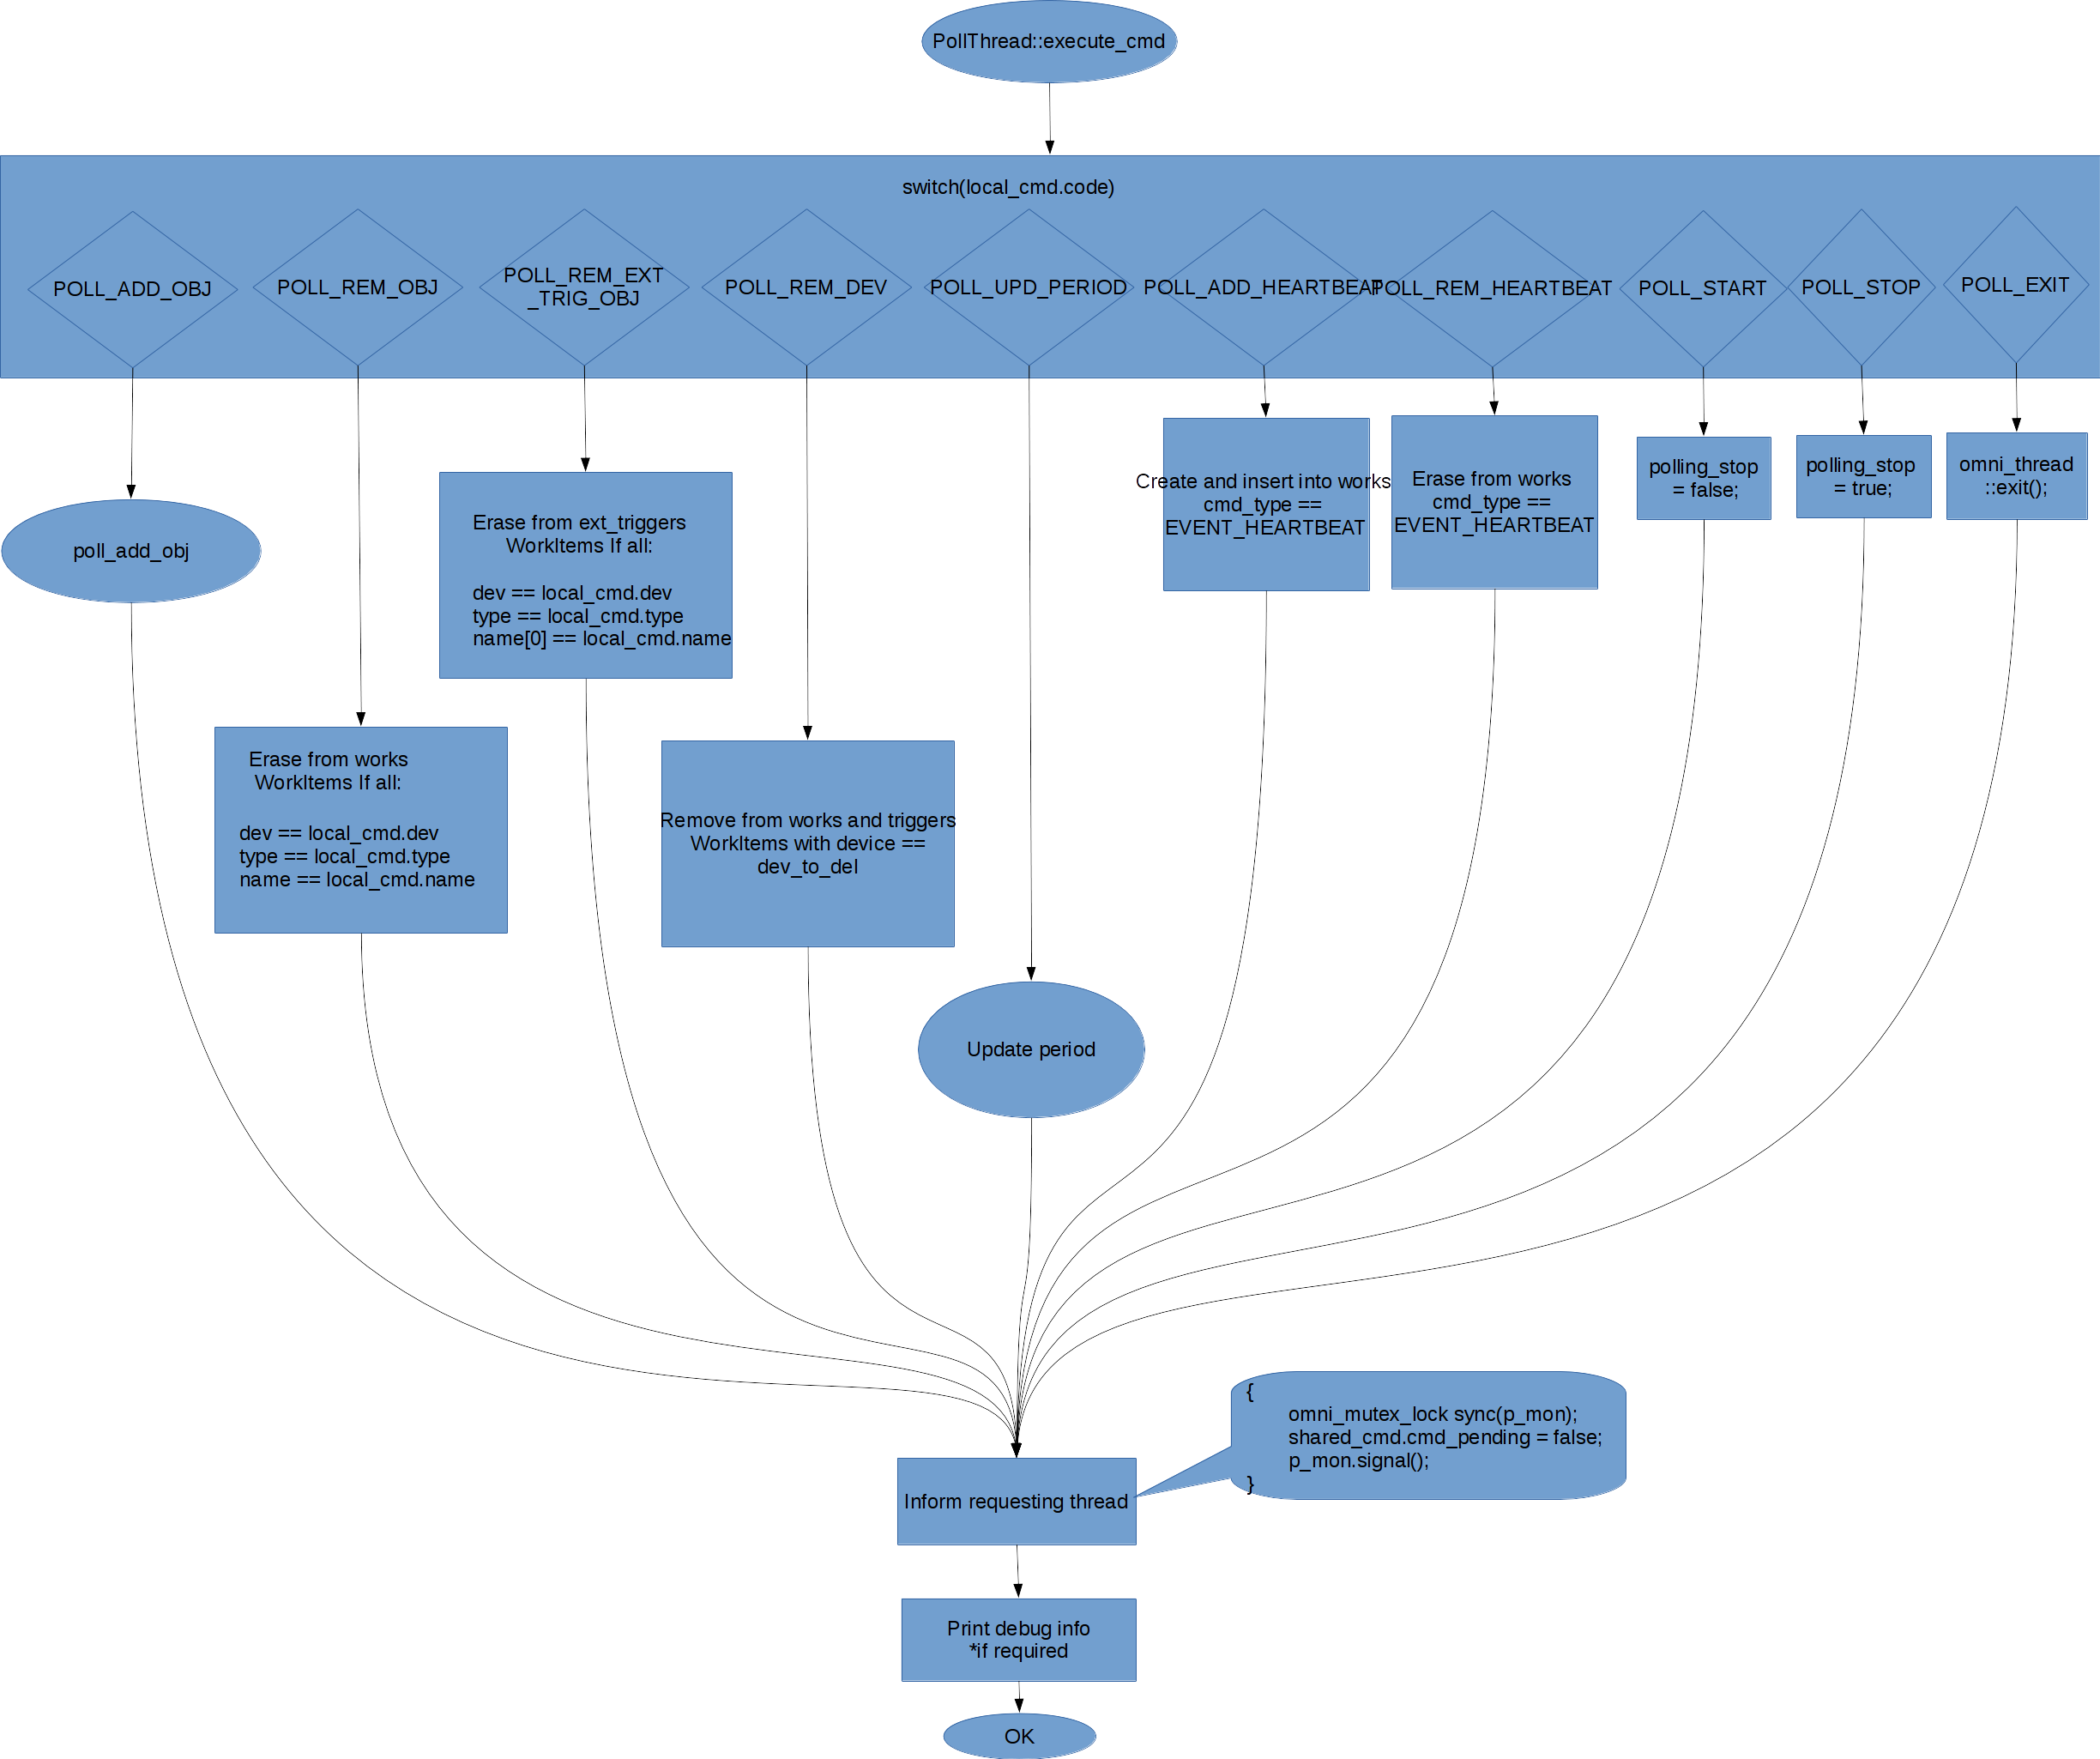 PollThread::execute_cmd
switch(local_cmd.code)
POLL_ADD_OBJ
POLL_REM_OBJ
POLL_REM_EXT
_TRIG_OBJ
POLL_REM_DEV
POLL_UPD_PERIOD
POLL_ADD_HEARTBEAT
POLL_REM_HEARTBEAT
POLL_START
POLL_STOP
POLL_EXIT
poll_add_obj
Erase from works
WorkItems If all:
dev == local_cmd.dev
type == local_cmd.type
name == local_cmd.name
Erase from ext_triggers
WorkItems If all:
dev == local_cmd.dev
type == local_cmd.type
name[0] == local_cmd.name
Remove from works and triggers
WorkItems with device ==
dev_to_del
Update period
Create and insert into works
cmd_type ==
EVENT_HEARTBEAT
Erase from works
cmd_type ==
EVENT_HEARTBEAT
polling_stop
= false;
polling_stop
= true;
omni_thread
::exit();
{
omni_mutex_lock sync(p_mon);
shared_cmd.cmd_pending = false;
p_mon.signal();
}
Inform requesting thread
Print debug info
*if required
OK